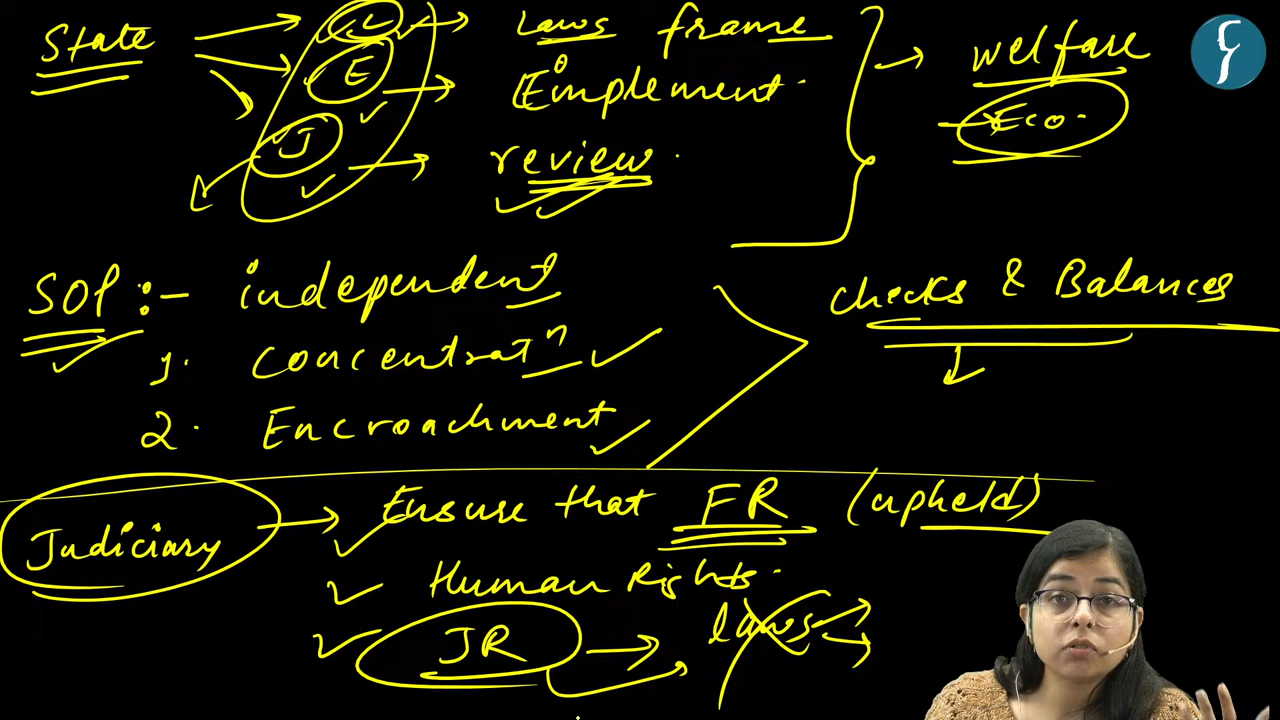 State L → Laws frame → welfare
E → Eimplement. → Eco.
J → review.
SOP :- independent checks & Balances
1. Concentratn
2. Encroachment
Judiciary → Ensure that FR (upheld)
Human Rights.
JR → laws